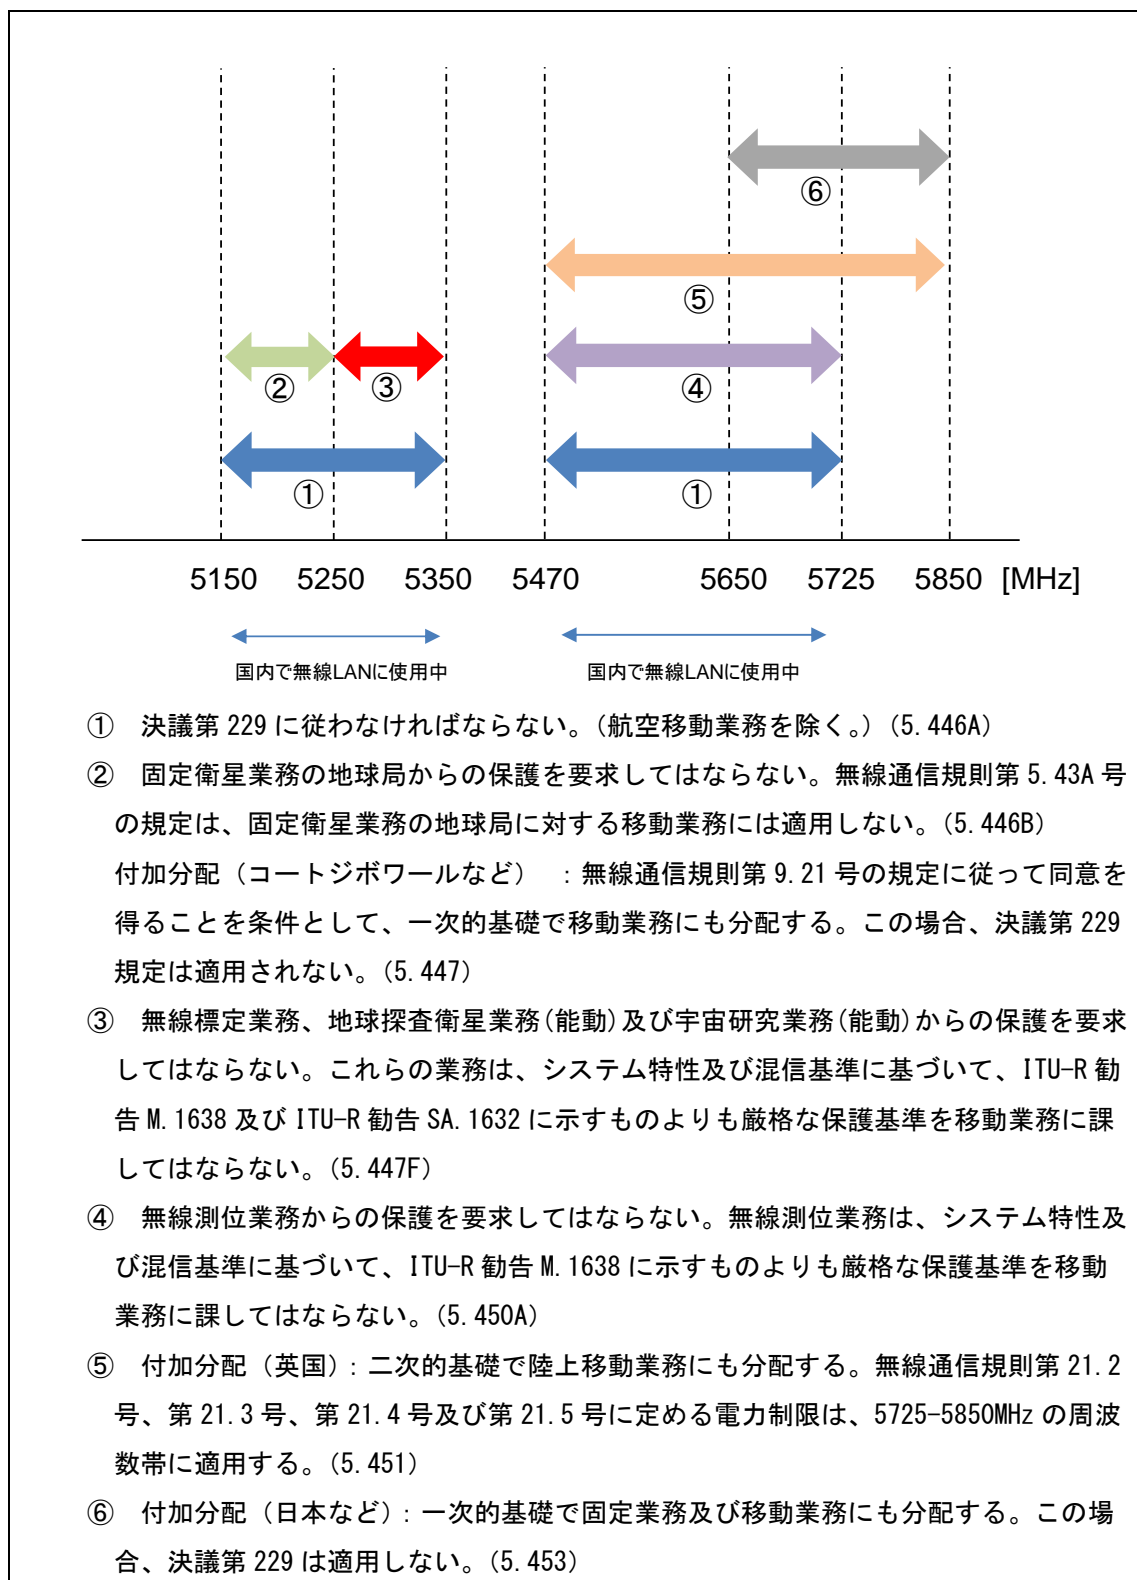 ⑥
⑤
② ③ ④
① ①
5150 5250 5350 5470 5650 5725 5850 [MHz]
国内で無線LANに使用中 国内で無線LANに使用中
① 決議第 229 に従わなければならない。(航空移動業務を除く。) (5.446A)
② 固定衛星業務の地球局からの保護を要求してはならない。無線通信規則第 5.43A 号
の規定は、固定衛星業務の地球局に対する移動業務には適用しない。(5.446B)
付加分配（コートジボワールなど） ：無線通信規則第 9.21 号の規定に従って同意を
得ることを条件として、一次的基礎で移動業務にも分配する。この場合、決議第 229
規定は適用されない。(5.447)
③ 無線標定業務、地球探査衛星業務(能動)及び宇宙研究業務(能動)からの保護を要求
してはならない。これらの業務は、システム特性及び混信基準に基づいて、ITU-R 勧
告 M.1638 及び ITU-R 勧告 SA.1632 に示すものよりも厳格な保護基準を移動業務に課
してはならない。(5.447F)
④ 無線測位業務からの保護を要求してはならない。無線測位業務は、システム特性及
び混信基準に基づいて、ITU-R 勧告 M.1638 に示すものよりも厳格な保護基準を移動
業務に課してはならない。(5.450A)
⑤ 付加分配（英国）：二次的基礎で陸上移動業務にも分配する。無線通信規則第 21.2
号、第 21.3 号、第 21.4 号及び第 21.5 号に定める電力制限は、5725-5850MHz の周波
数帯に適用する。(5.451)
⑥ 付加分配（日本など）：一次的基礎で固定業務及び移動業務にも分配する。この場
合、決議第 229 は適用しない。(5.453)